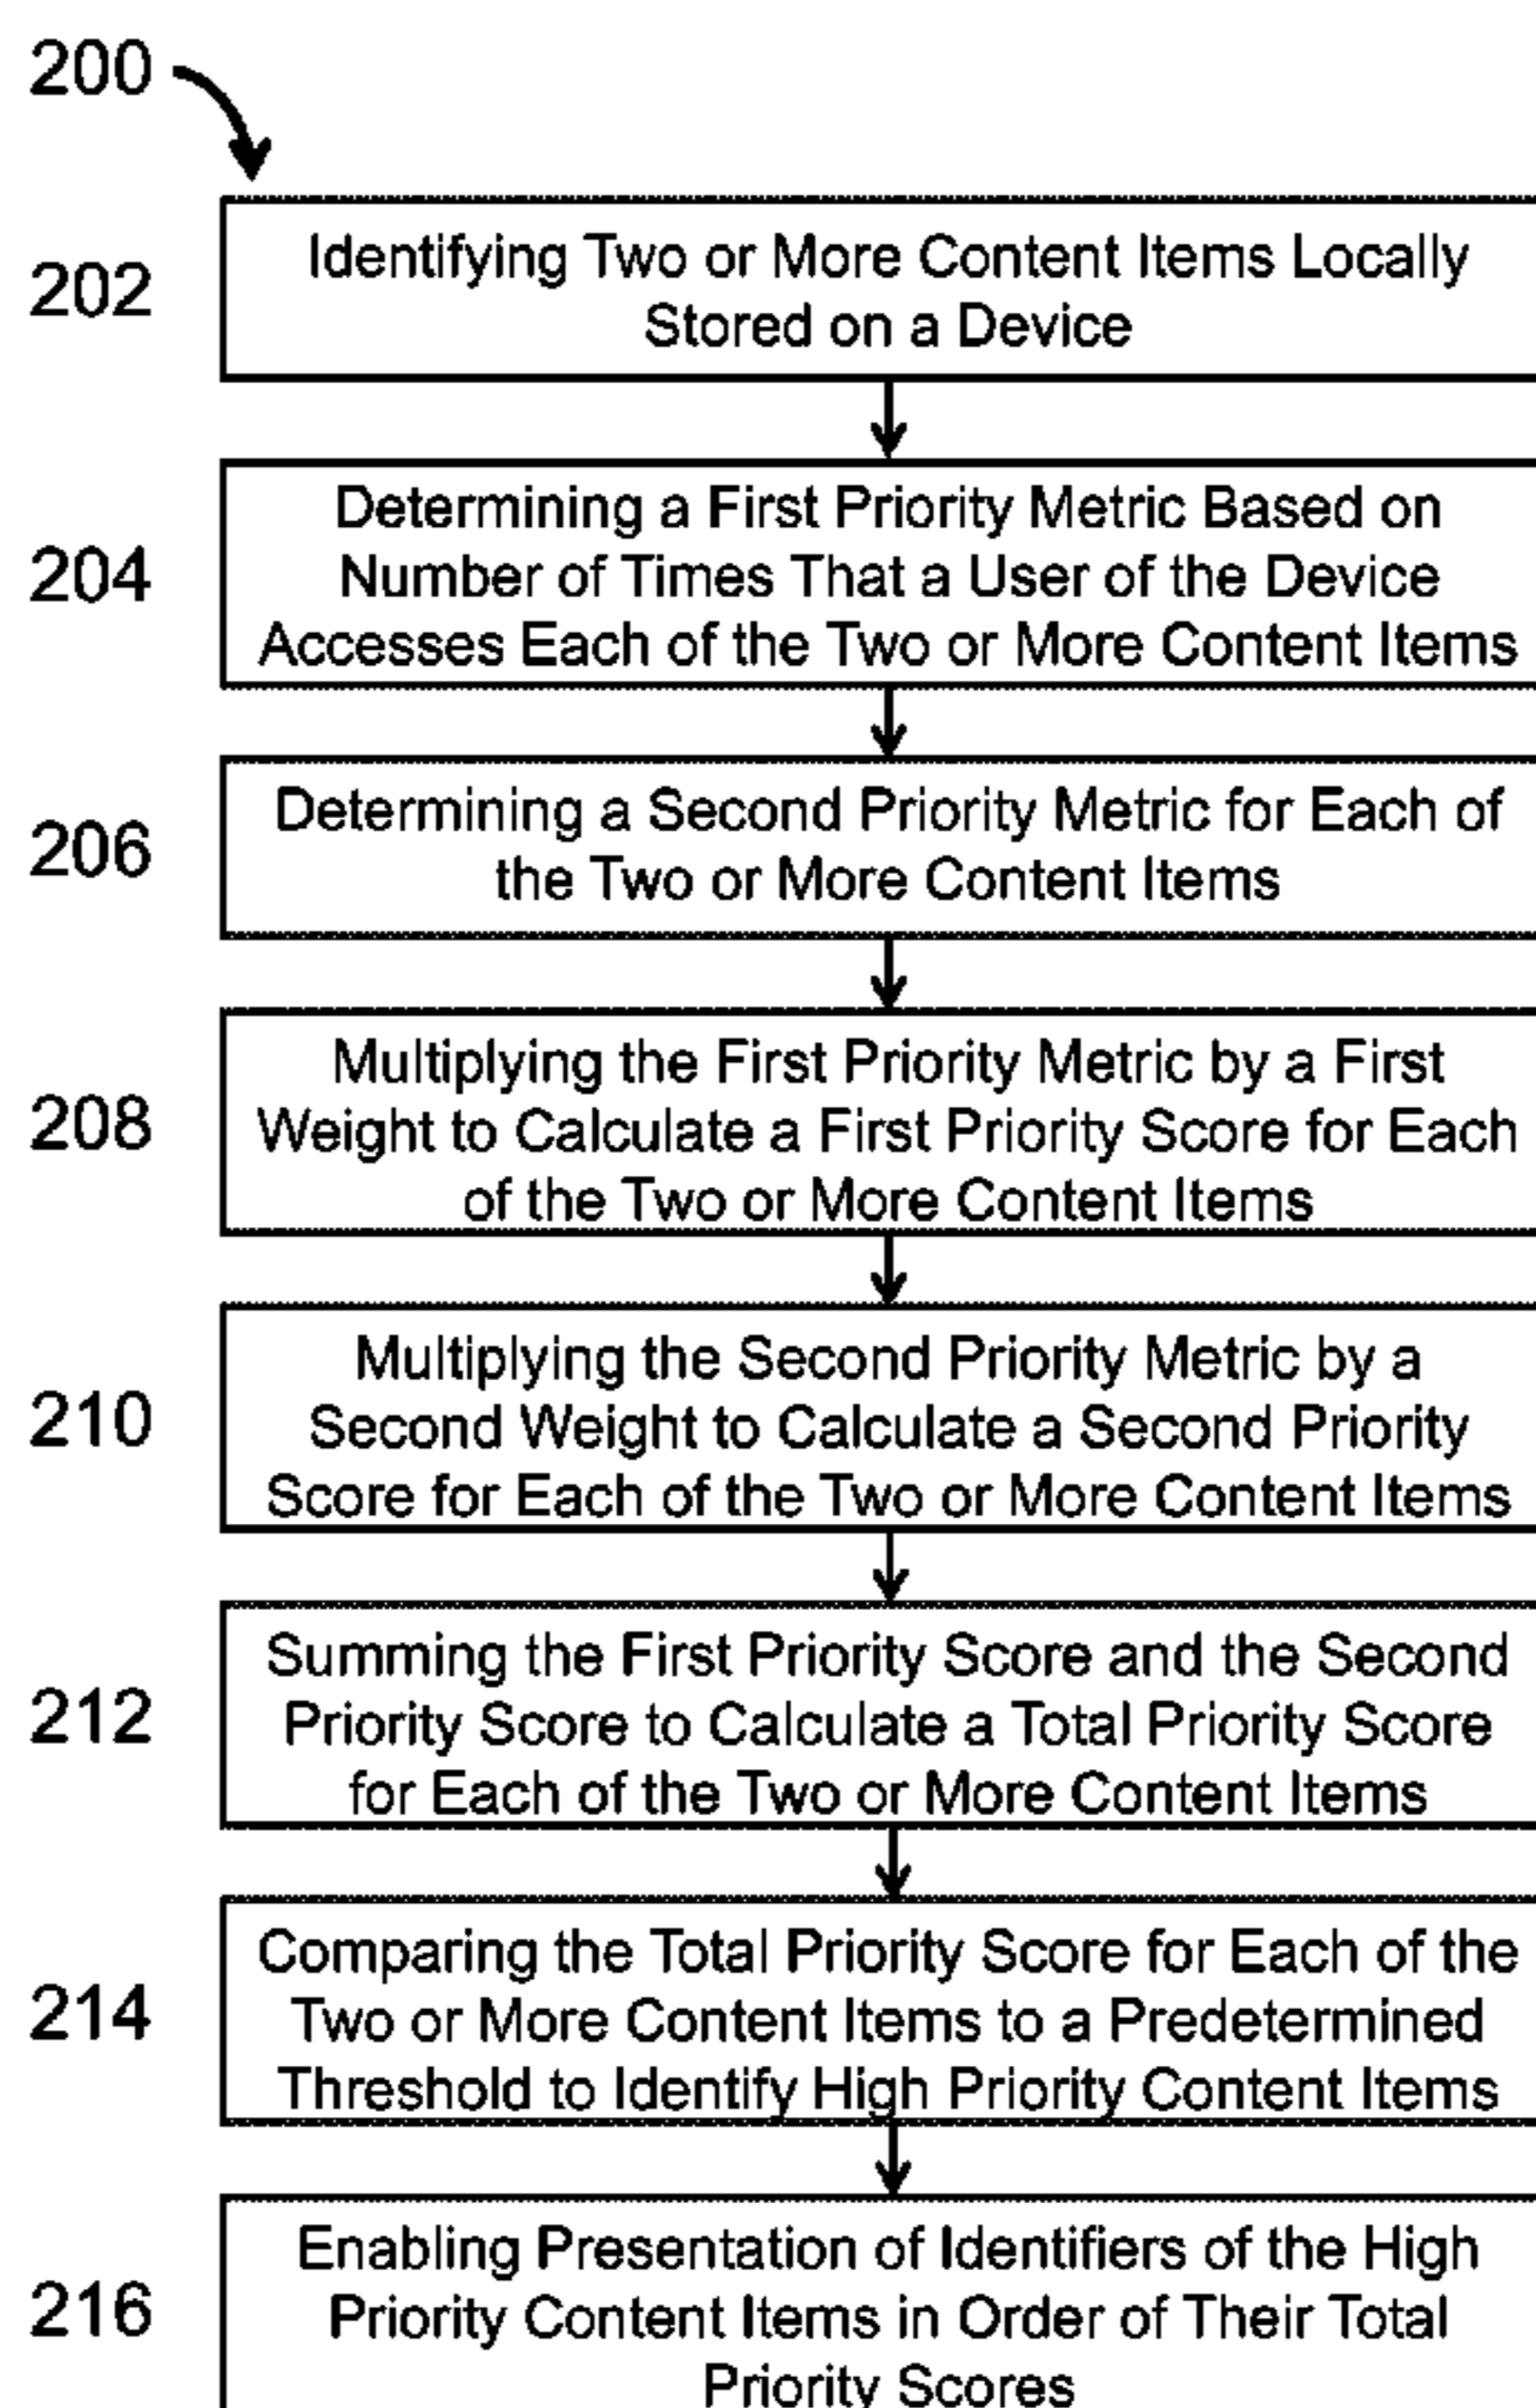 200
202
Identifying Two or More Content Items Locally
Stored on a Device
204
Determining a First Priority Metric Based on
Number of Times That a User of the Device
Accesses Each of the Two or More Content Items
206
Determining a Second Priority Metric for Each of
the Two or More Content Items
208
Multiplying the First Priority Metric by a First
Weight to Calculate a First Priority Score for Each
of the Two or More Content Items
210
Multiplying the Second Priority Metric by a
Second Weight to Calculate a Second Priority
Score for Each of the Two or More Content Items
212
Summing the First Priority Score and the Second
Priority Score to Calculate a Total Priority Score
for Each of the Two or More Content Items
214
Comparing the Total Priority Score for Each of the
Two or More Content Items to a Predetermined
Threshold to Identify High Priority Content Items
216
Enabling Presentation of Identifiers of the High
Priority Content Items in Order of Their Total
Priority Scores